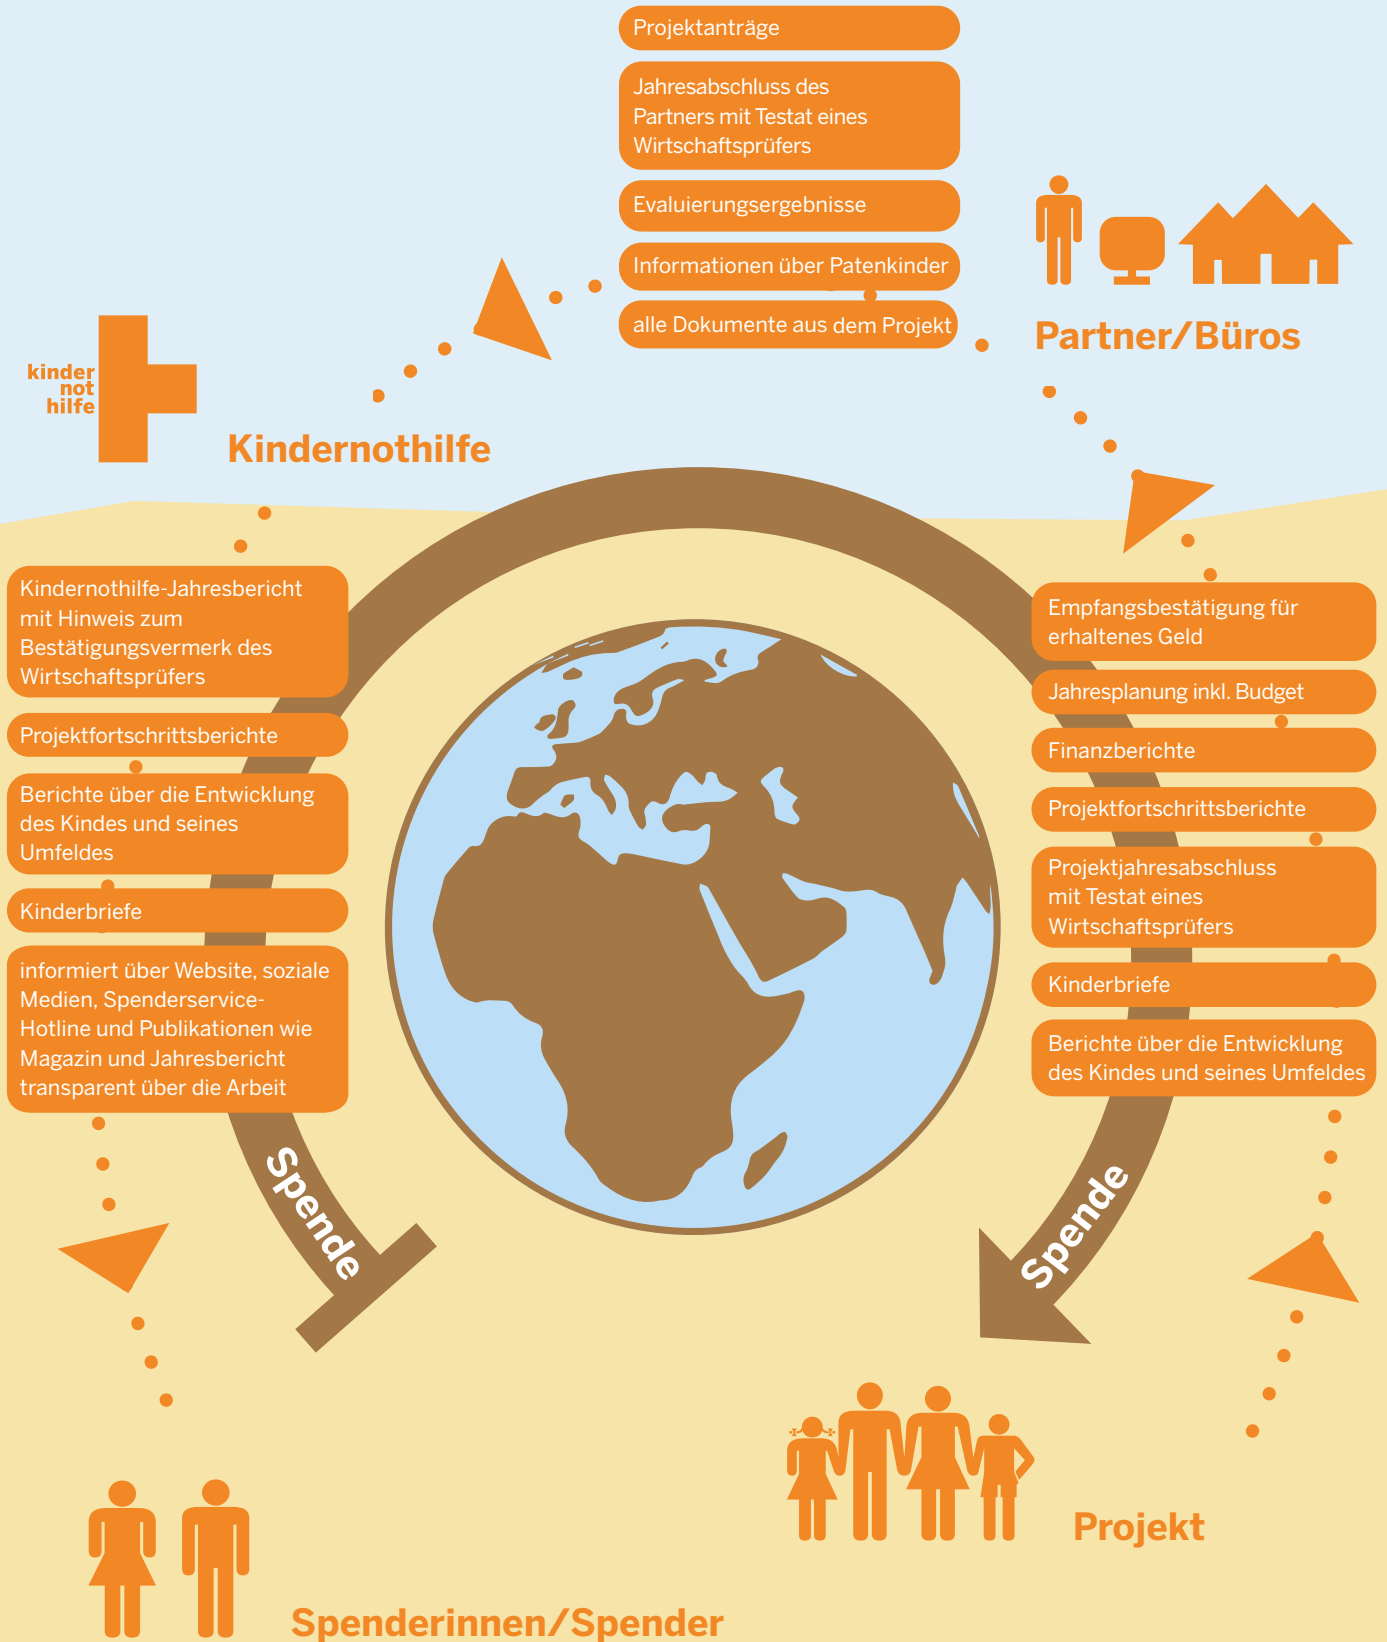 Projektanträge
Jahresabschluss des
Partners mit Testat eines
Wirtschaftsprüfers
Evaluierungsergebnisse
Informationen über Patenkinder
alle Dokumente aus dem Projekt
Partner/Büros
kinder
not
hilfe
Kindernothilfe
Kindernothilfe-Jahresbericht
mit Hinweis zum
Bestätigungsvermerk des
Wirtschaftsprüfers
Projektfortschrittsberichte
Berichte über die Entwicklung
des Kindes und seines
Umfeldes
Kinderbriefe
informiert über Website, soziale
Medien, Spenderservice-
Hotline und Publikationen wie
Magazin und Jahresbericht
transparent über die Arbeit
Empfangsbestätigung für
erhaltenes Geld
Jahresplanung inkl. Budget
Finanzberichte
Projektfortschrittsberichte
Projektjahresabschluss
mit Testat eines
Wirtschaftsprüfers
Kinderbriefe
Berichte über die Entwicklung
des Kindes und seines Umfeldes
Spende
Spende
Projekt
Spenderinnen/Spender